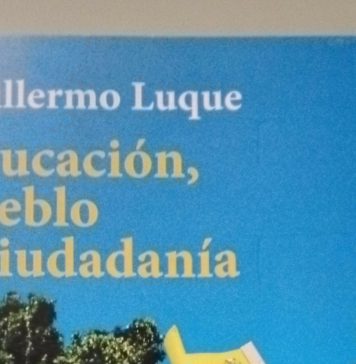 llermo Luque
ucación,
eblo
iudadanía